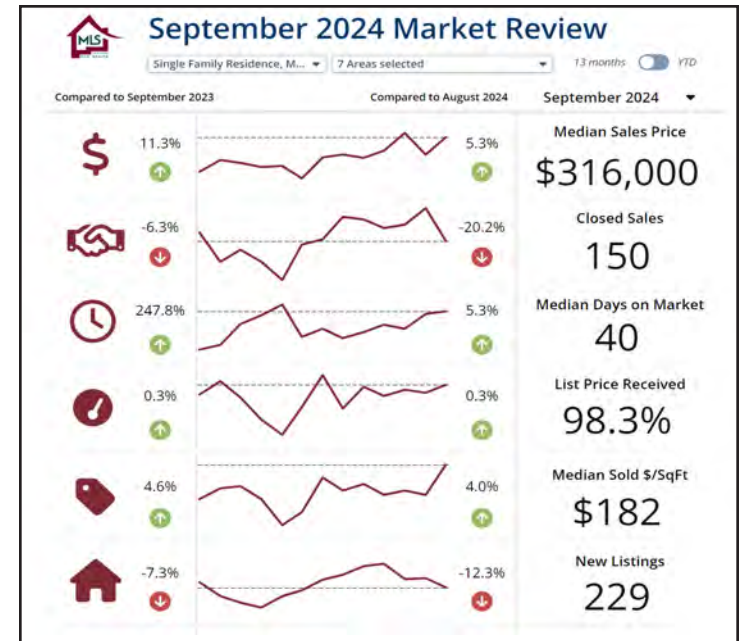 September 2024 Market Review
MLS
Single Family Residence, M...
7 Areas selected
13 months
YTD
Compared to September 2023
Compared to August 2024
September 2024
11.3%
5.3%
Median Sales Price
$316,000
-6.3%
-20.2%
Closed Sales
150
247.8%
5.3%
Median Days on Market
40
0.3%
0.3%
List Price Received
98.3%
4.6%
4.0%
Median Sold $/SqFt
$182
-7.3%
-12.3%
New Listings
229